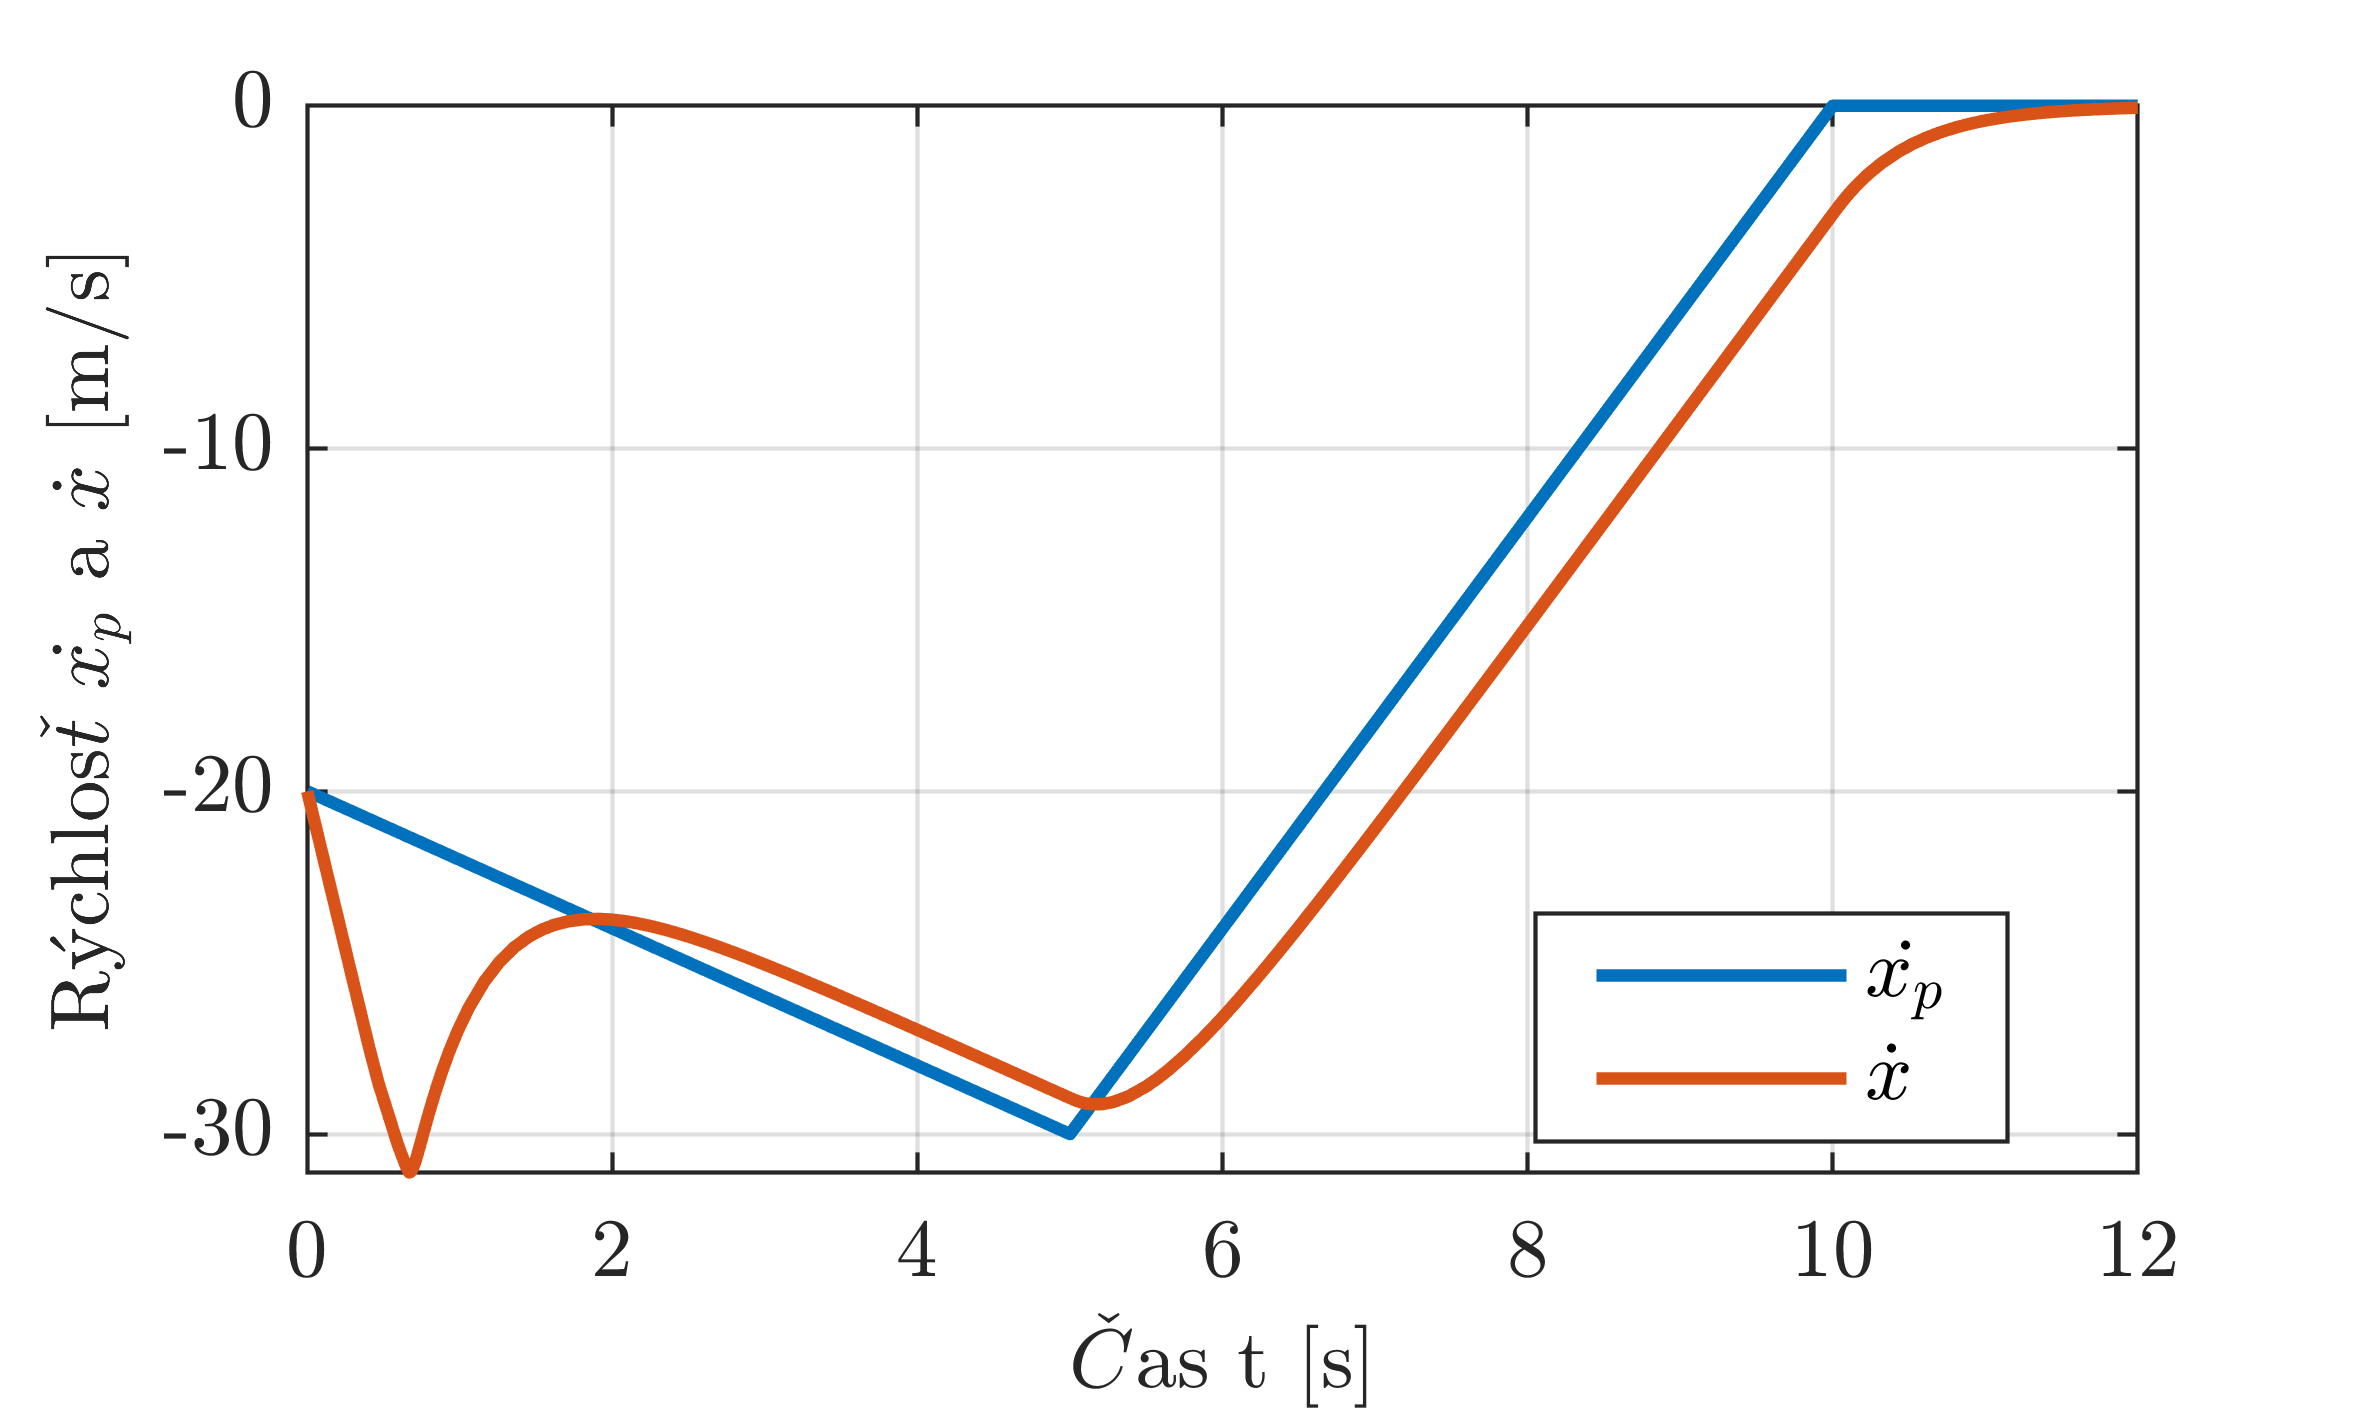 0
-10
-20
-30
Rýchlosť ẋₚ a ẋ [m/s]
ẋₚ
ẋ
0 2 4 6 8 10 12
Čas t [s]